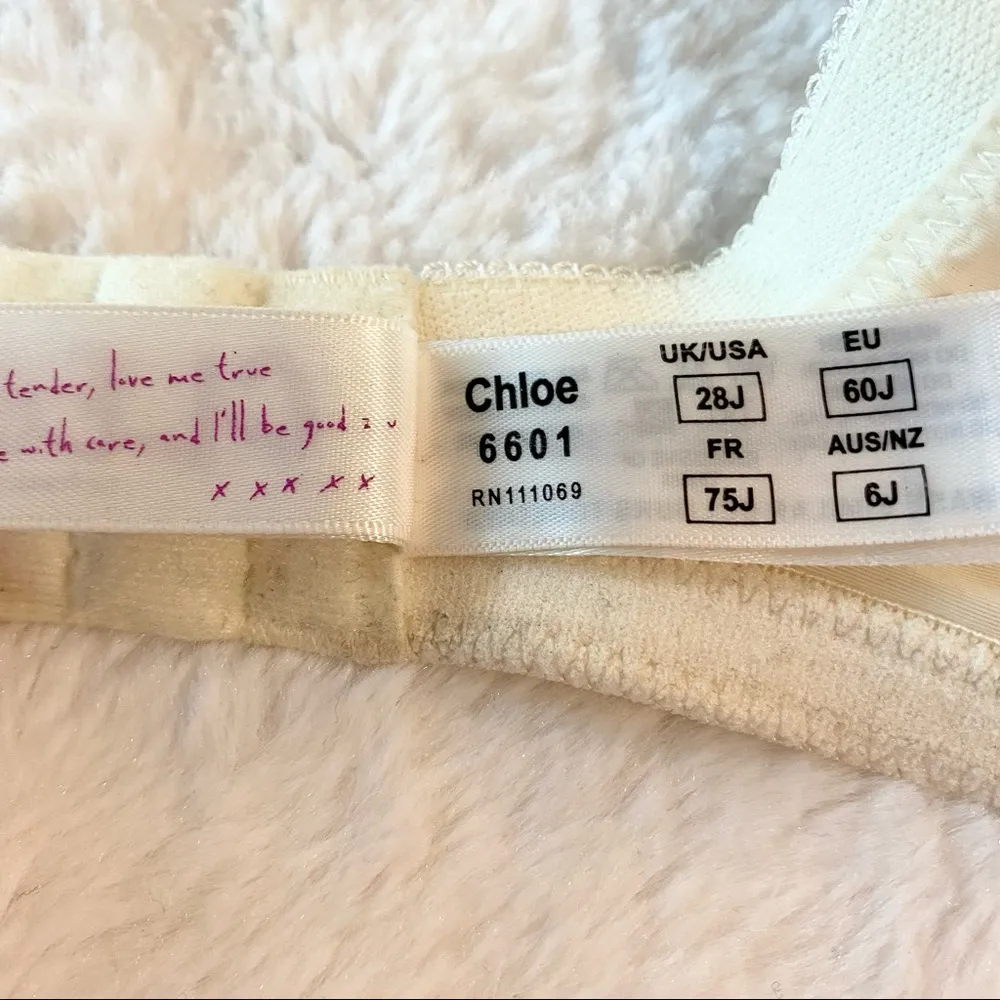 tender, love me true
with care, and I'll be good 2 u
x x x x x
Chloe
6601
RN111069
UK/USA
28J
EU
60J
FR
75J
AUS/NZ
6J